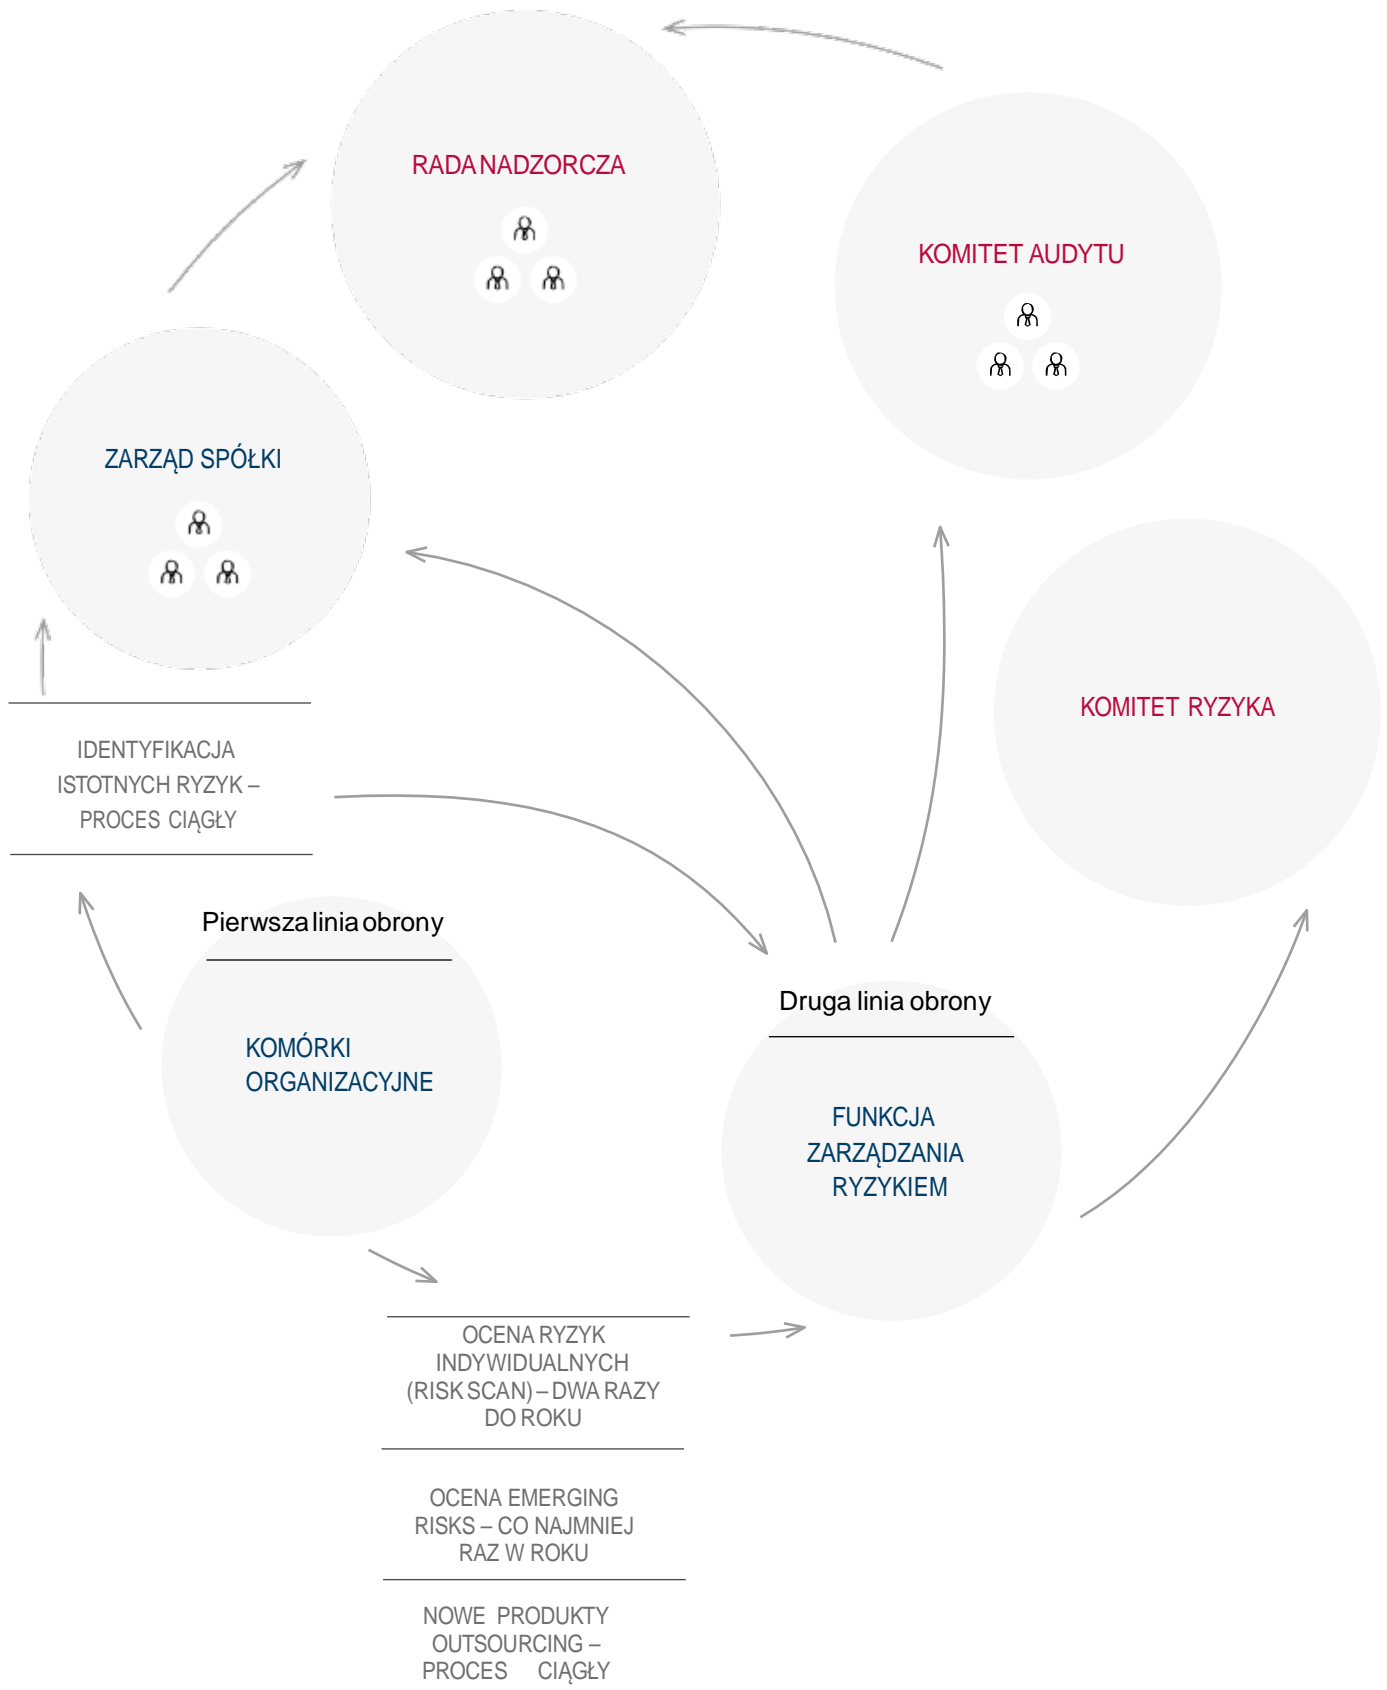 RADA NADZORCZA
KOMITET AUDYTU
ZARZĄD SPÓŁKI
KOMITET RYZYKA
IDENTYFIKACJA
ISTOTNYCH RYZYK –
PROCES CIĄGŁY
Pierwsza linia obrony
KOMÓRKI
ORGANIZACYJNE
Druga linia obrony
FUNKCJA
ZARZĄDZANIA
RYZYKIEM
OCENA RYZYK
INDYWIDUALNYCH
(RISK SCAN) – DWA RAZY
DO ROKU
OCENA EMERGING
RISKS – CO NAJMNIEJ
RAZ W ROKU
NOWE PRODUKTY
OUTSOURCING –
PROCES CIĄGŁY